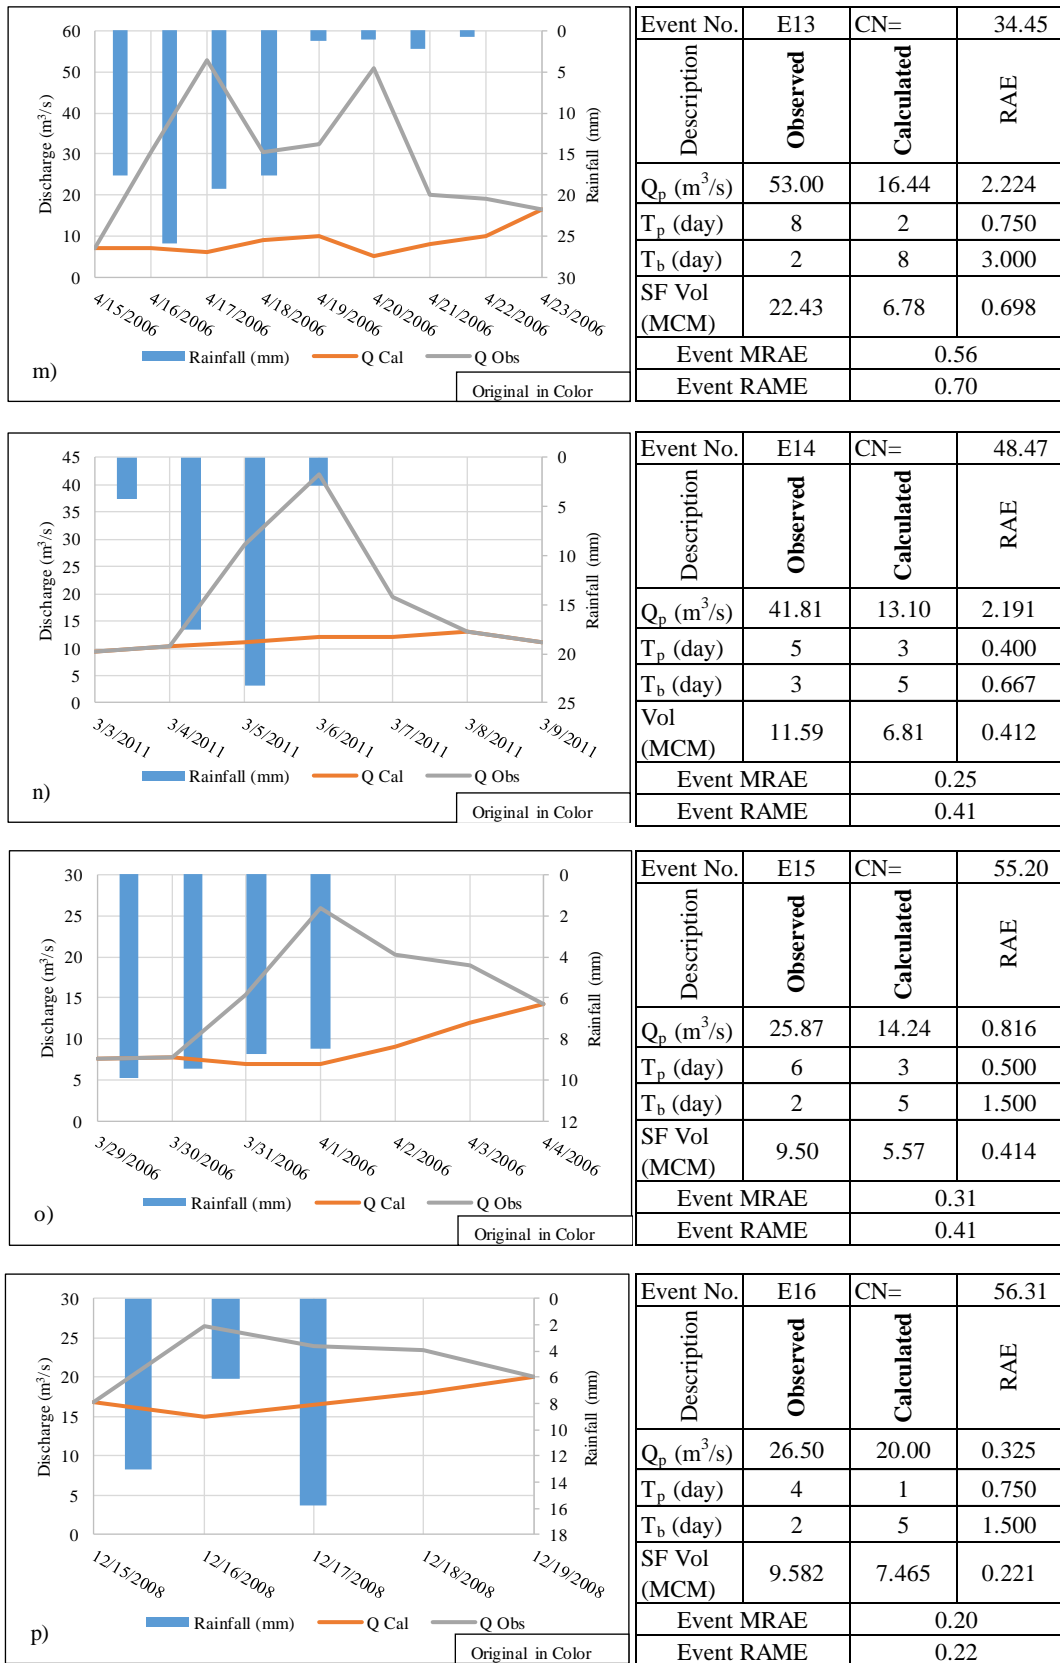 60
50
40
30
20
10
0
Discharge (m³/s)
0
5
10
15
20
25
30
Rainfall (mm)
4/15/2006 4/16/2006 4/17/2006 4/18/2006 4/19/2006 4/20/2006 4/21/2006 4/22/2006 4/23/2006
Rainfall (mm) Q Cal Q Obs
m)
Original in Color
Event No. E13 CN= 34.45
Description Observed Calculated RAE
Qp (m³/s) 53.00 16.44 2.224
Tp (day) 8 2 0.750
Tb (day) 2 8 3.000
SF Vol (MCM) 22.43 6.78 0.698
Event MRAE 0.56
Event RAME 0.70
45
40
35
30
25
20
15
10
5
0
Discharge (m³/s)
0
5
10
15
20
25
Rainfall (mm)
3/3/2011 3/4/2011 3/5/2011 3/6/2011 3/7/2011 3/8/2011 3/9/2011
Rainfall (mm) Q Cal Q Obs
n)
Original in Color
Event No. E14 CN= 48.47
Description Observed Calculated RAE
Qp (m³/s) 41.81 13.10 2.191
Tp (day) 5 3 0.400
Tb (day) 3 5 0.667
Vol (MCM) 11.59 6.81 0.412
Event MRAE 0.25
Event RAME 0.41
30
25
20
15
10
5
0
Discharge (m³/s)
0
2
4
6
8
10
12
Rainfall (mm)
3/29/2006 3/30/2006 3/31/2006 4/1/2006 4/2/2006 4/3/2006 4/4/2006
Rainfall (mm) Q Cal Q Obs
o)
Original in Color
Event No. E15 CN= 55.20
Description Observed Calculated RAE
Qp (m³/s) 25.87 14.24 0.816
Tp (day) 6 3 0.500
Tb (day) 2 5 1.500
SF Vol (MCM) 9.50 5.57 0.414
Event MRAE 0.31
Event RAME 0.41
30
25
20
15
10
5
0
Discharge (m³/s)
0
2
4
6
8
10
12
14
16
18
Rainfall (mm)
12/15/2008 12/16/2008 12/17/2008 12/18/2008 12/19/2008
Rainfall (mm) Q Cal Q Obs
p)
Original in Color
Event No. E16 CN= 56.31
Description Observed Calculated RAE
Qp (m³/s) 26.50 20.00 0.325
Tp (day) 4 1 0.750
Tb (day) 2 5 1.500
SF Vol (MCM) 9.582 7.465 0.221
Event MRAE 0.20
Event RAME 0.22